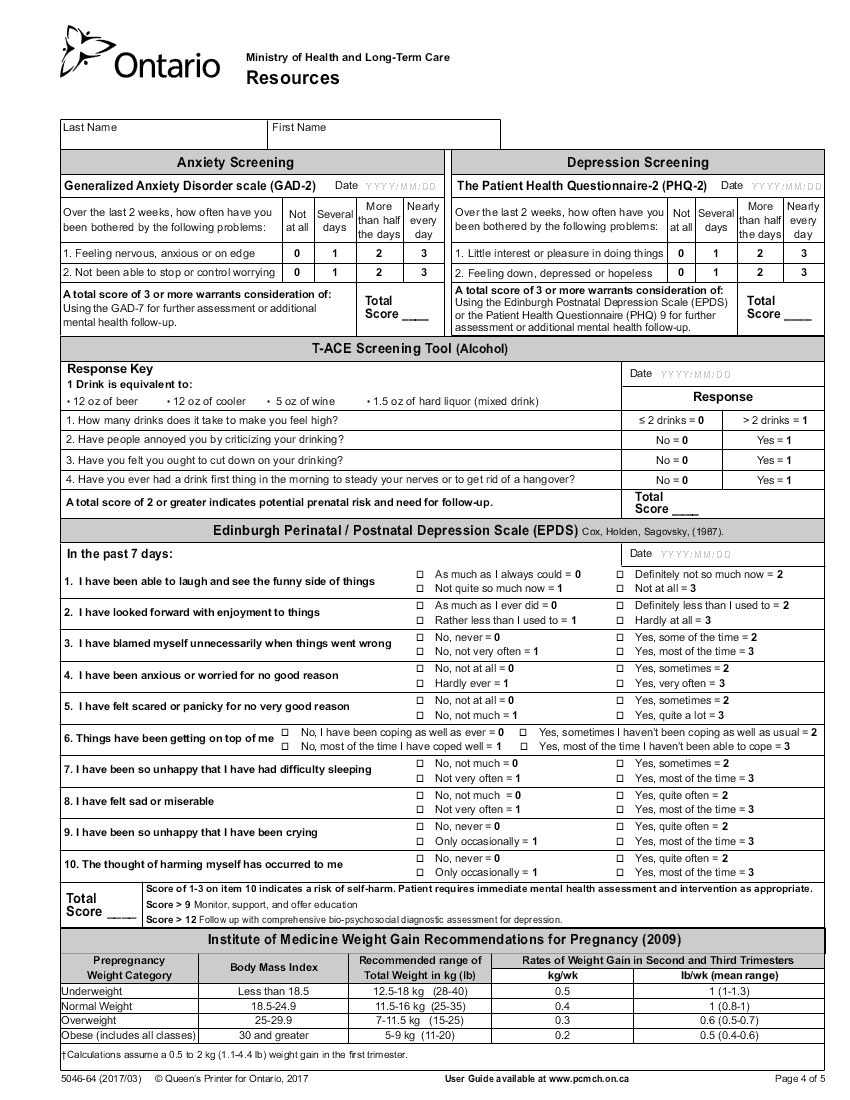 Ontario
Ministry of Health and Long-Term Care
Resources
Last Name First Name
Anxiety Screening
Generalized Anxiety Disorder scale (GAD-2) Date YYYY/MM/DD
Over the last 2 weeks, how often have you been bothered by the following problems: Not at all Several days More than half the days Nearly every day
1. Feeling nervous, anxious or on edge 0 1 2 3
2. Not been able to stop or control worrying 0 1 2 3
A total score of 3 or more warrants consideration of:
Using the GAD-7 for further assessment or additional
mental health follow-up.
Total
Score ____
Depression Screening
The Patient Health Questionnaire-2 (PHQ-2) Date YYYY/MM/DD
Over the last 2 weeks, how often have you been bothered by the following problems: Not at all Several days More than half the days Nearly every day
1. Little interest or pleasure in doing things 0 1 2 3
2. Feeling down, depressed or hopeless 0 1 2 3
A total score of 3 or more warrants consideration of:
Using the Edinburgh Postnatal Depression Scale (EPDS)
or the Patient Health Questionnaire (PHQ) 9 for further
assessment or additional mental health follow-up.
Total
Score ____
T-ACE Screening Tool (Alcohol)
Response Key
1 Drink is equivalent to:
• 12 oz of beer • 12 oz of cooler • 5 oz of wine • 1.5 oz of hard liquor (mixed drink)
Date YYYY/MM/DD
Response
1. How many drinks does it take to make you feel high? ≤ 2 drinks = 0 > 2 drinks = 1
2. Have people annoyed you by criticizing your drinking? No = 0 Yes = 1
3. Have you felt you ought to cut down on your drinking? No = 0 Yes = 1
4. Have you ever had a drink first thing in the morning to steady your nerves or to get rid of a hangover? No = 0 Yes = 1
A total score of 2 or greater indicates potential prenatal risk and need for follow-up. Total Score ____
Edinburgh Perinatal / Postnatal Depression Scale (EPDS) Cox, Holden, Sagovsky, (1987).
In the past 7 days: Date YYYY/MM/DD
1. I have been able to laugh and see the funny side of things
☐ As much as I always could = 0 ☐ Definitely not so much now = 2
☐ Not quite so much now = 1 ☐ Not at all = 3
2. I have looked forward with enjoyment to things
☐ As much as I ever did = 0 ☐ Definitely less than I used to = 2
☐ Rather less than I used to = 1 ☐ Hardly at all = 3
3. I have blamed myself unnecessarily when things went wrong
☐ No, never = 0 ☐ Yes, some of the time = 2
☐ No, not very often = 1 ☐ Yes, most of the time = 3
4. I have been anxious or worried for no good reason
☐ No, not at all = 0 ☐ Yes, sometimes = 2
☐ Hardly ever = 1 ☐ Yes, very often = 3
5. I have felt scared or panicky for no very good reason
☐ No, not at all = 0 ☐ Yes, sometimes = 2
☐ No, not much = 1 ☐ Yes, quite a lot = 3
6. Things have been getting on top of me
☐ No, I have been coping as well as ever = 0 ☐ Yes, sometimes I haven't been coping as well as usual = 2
☐ No, most of the time I have coped well = 1 ☐ Yes, most of the time I haven't been able to cope = 3
7. I have been so unhappy that I have had difficulty sleeping
☐ No, not much = 0 ☐ Yes, sometimes = 2
☐ Not very often = 1 ☐ Yes, most of the time = 3
8. I have felt sad or miserable
☐ No, not much = 0 ☐ Yes, quite often = 2
☐ Not very often = 1 ☐ Yes, most of the time = 3
9. I have been so unhappy that I have been crying
☐ No, never = 0 ☐ Yes, quite often = 2
☐ Only occasionally = 1 ☐ Yes, most of the time = 3
10. The thought of harming myself has occurred to me
☐ No, never = 0 ☐ Yes, quite often = 2
☐ Only occasionally = 1 ☐ Yes, most of the time = 3
Total
Score ____
Score of 1-3 on item 10 indicates a risk of self-harm. Patient requires immediate mental health assessment and intervention as appropriate.
Score > 9 Monitor, support, and offer education
Score > 12 Follow up with comprehensive bio-psychosocial diagnostic assessment for depression.
Institute of Medicine Weight Gain Recommendations for Pregnancy (2009)
Prepregnancy Weight Category Body Mass Index Recommended range of Total Weight in kg (lb) Rates of Weight Gain in Second and Third Trimesters
kg/wk lb/wk (mean range)
Underweight Less than 18.5 12.5-18 kg (28-40) 0.5 1 (1-1.3)
Normal Weight 18.5-24.9 11.5-16 kg (25-35) 0.4 1 (0.8-1)
Overweight 25-29.9 7-11.5 kg (15-25) 0.3 0.6 (0.5-0.7)
Obese (includes all classes) 30 and greater 5-9 kg (11-20) 0.2 0.5 (0.4-0.6)
†Calculations assume a 0.5 to 2 kg (1.1-4.4 lb) weight gain in the first trimester.
5046-64 (2017/03) © Queen's Printer for Ontario, 2017 User Guide available at www.pcmch.on.ca Page 4 of 5